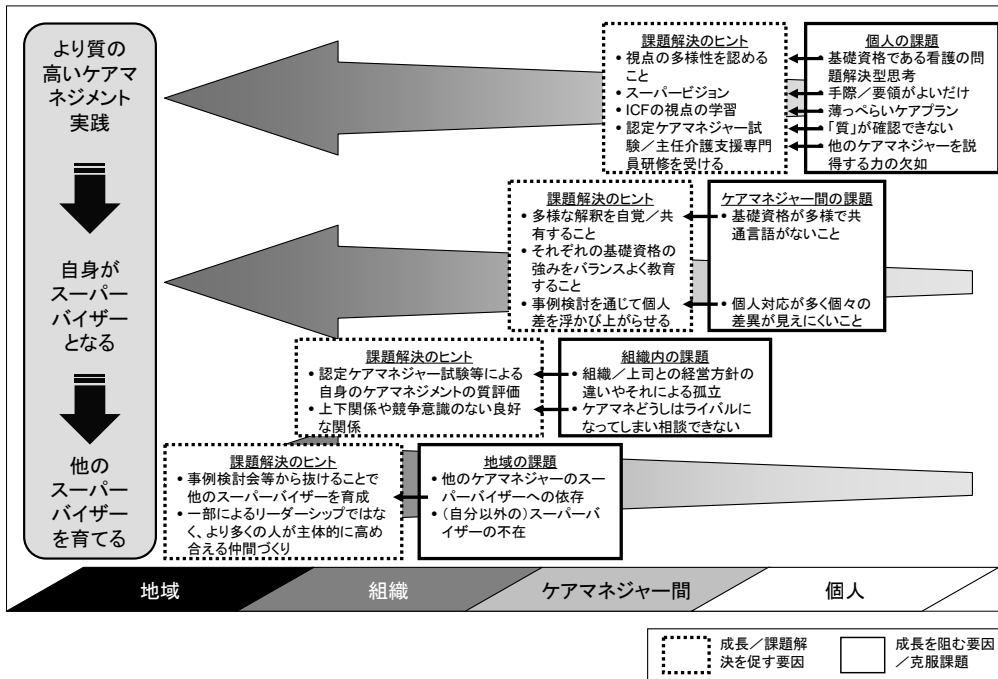 より質の
高いケアマ
ネジメント
実践
自身が
スーパー
バイザー
となる
他の
スーパー
バイザー
を育てる
課題解決のヒント
• 視点の多様性を認める
こと
• スーパービジョン
• ICFの視点の学習
• 認定ケアマネジャー試
験／主任介護支援専門
員研修を受ける
個人の課題
• 基礎資格である看護の問
題解決型思考
• 手際／要領がよいだけ
• 薄っぺらいケアプラン
• 「質」が確認できない
• 他のケアマネジャーを説
得する力の欠如
課題解決のヒント
• 多様な解釈を自覚／共
有すること
• それぞれの基礎資格の
強みをバランスよく教育
すること
• 事例検討を通じて個人
差を浮かび上がらせる
ケアマネジャー間の課題
• 基礎資格が多様で共
通言語がないこと
• 個人対応が多く個々の
差異が見えにくいこと
課題解決のヒント
• 認定ケアマネジャー試験等による
自身のケアマネジメントの質評価
• 上下関係や競争意識のない良好
な関係
組織内の課題
• 組織／上司との経営方針の
違いやそれによる孤立
• ケアマネどうしはライバルに
なってしまい相談できない
課題解決のヒント
• 事例検討会等から抜けることで
他のスーパーバイザーを育成
• 一部によるリーダーシップではな
く、より多くの人が主体的に高め
合える仲間づくり
地域の課題
• 他のケアマネジャーのスー
パーバイザーへの依存
• （自分以外の）スーパーバ
イザーの不在
地域
組織
ケアマネジャー間
個人
成長／課題解
決を促す要因
成長を阻む要因
／克服課題